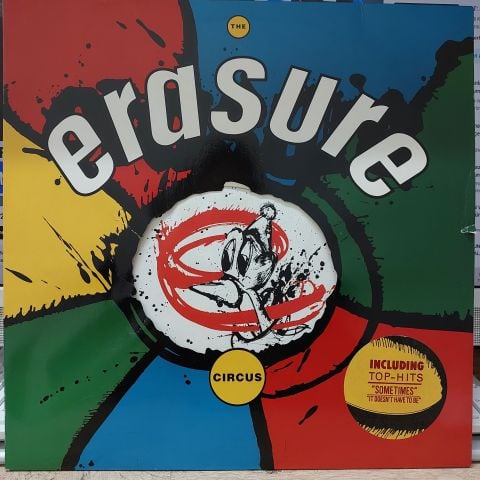 THE
erasure
CIRCUS
INCLUDING
TOP-HITS
"SOMETIMES"
"IT DOESN'T HAVE TO BE"